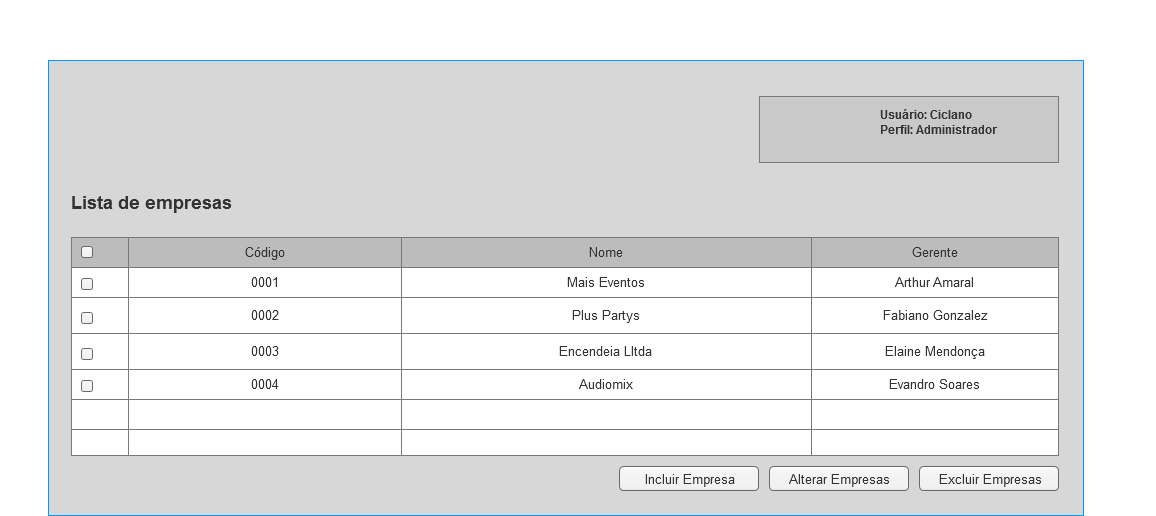 Usuário: Ciclano
Perfil: Administrador
Lista de empresas
Código Nome Gerente
0001 Mais Eventos Arthur Amaral
0002 Plus Partys Fabiano Gonzalez
0003 Encendeia Lltda Elaine Mendonça
0004 Audiomix Evandro Soares
Incluir Empresa Alterar Empresas Excluir Empresas